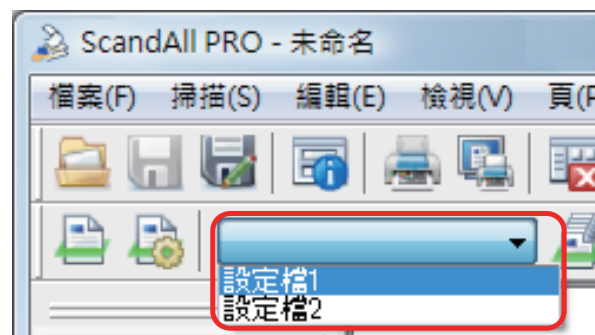 ScandAll PRO - 未命名
檔案(F) 掃描(S) 編輯(E) 檢視(V) 頁(P
設定檔1
設定檔2